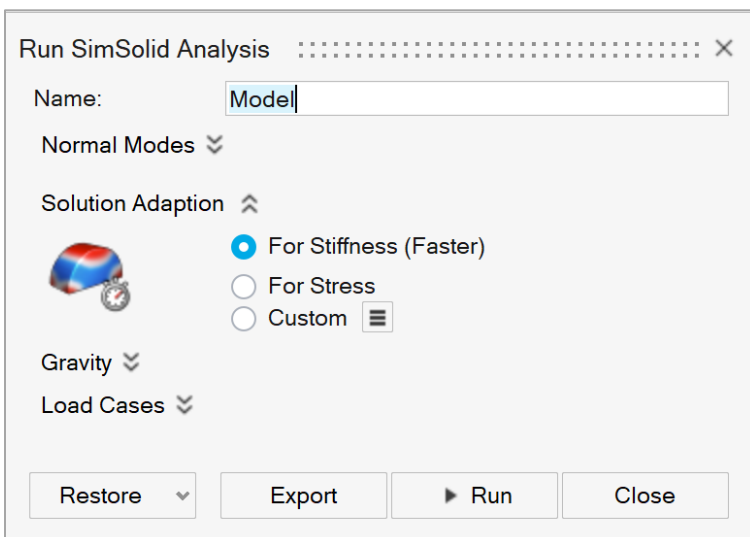 Run SimSolid Analysis
Name: Model
Normal Modes
Solution Adaption
For Stiffness (Faster)
For Stress
Custom
Gravity
Load Cases
Restore Export Run Close